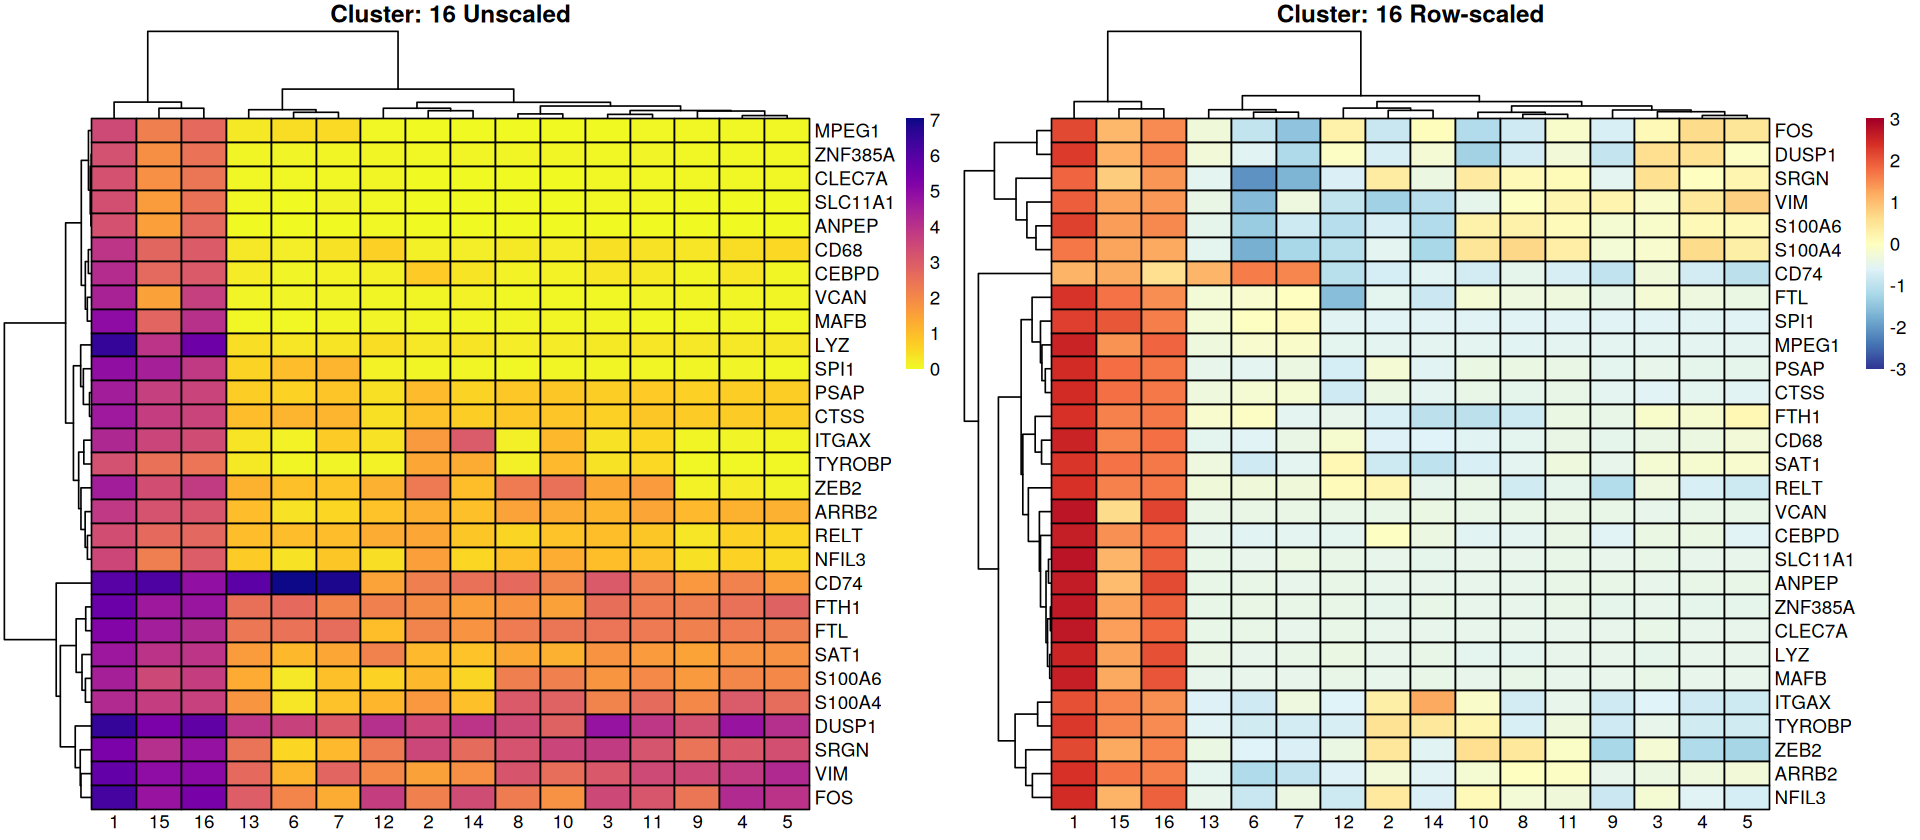 Cluster: 16 Unscaled
MPEG1
ZNF385A
CLEC7A
SLC11A1
ANPEP
CD68
CEBPD
VCAN
MAFB
LYZ
SPI1
PSAP
CTSS
ITGAX
TYROBP
ZEB2
ARRB2
RELT
NFIL3
CD74
FTH1
FTL
SAT1
S100A6
S100A4
DUSP1
SRGN
VIM
FOS
1 15 16 13 6 7 12 2 14 8 10 3 11 9 4 5
7
6
5
4
3
2
1
0
Cluster: 16 Row-scaled
FOS
DUSP1
SRGN
VIM
S100A6
S100A4
CD74
FTL
SPI1
MPEG1
PSAP
CTSS
FTH1
CD68
SAT1
RELT
VCAN
CEBPD
SLC11A1
ANPEP
ZNF385A
CLEC7A
LYZ
MAFB
ITGAX
TYROBP
ZEB2
ARRB2
NFIL3
1 15 16 13 6 7 12 2 14 10 8 11 9 3 4 5
3
2
1
0
-1
-2
-3